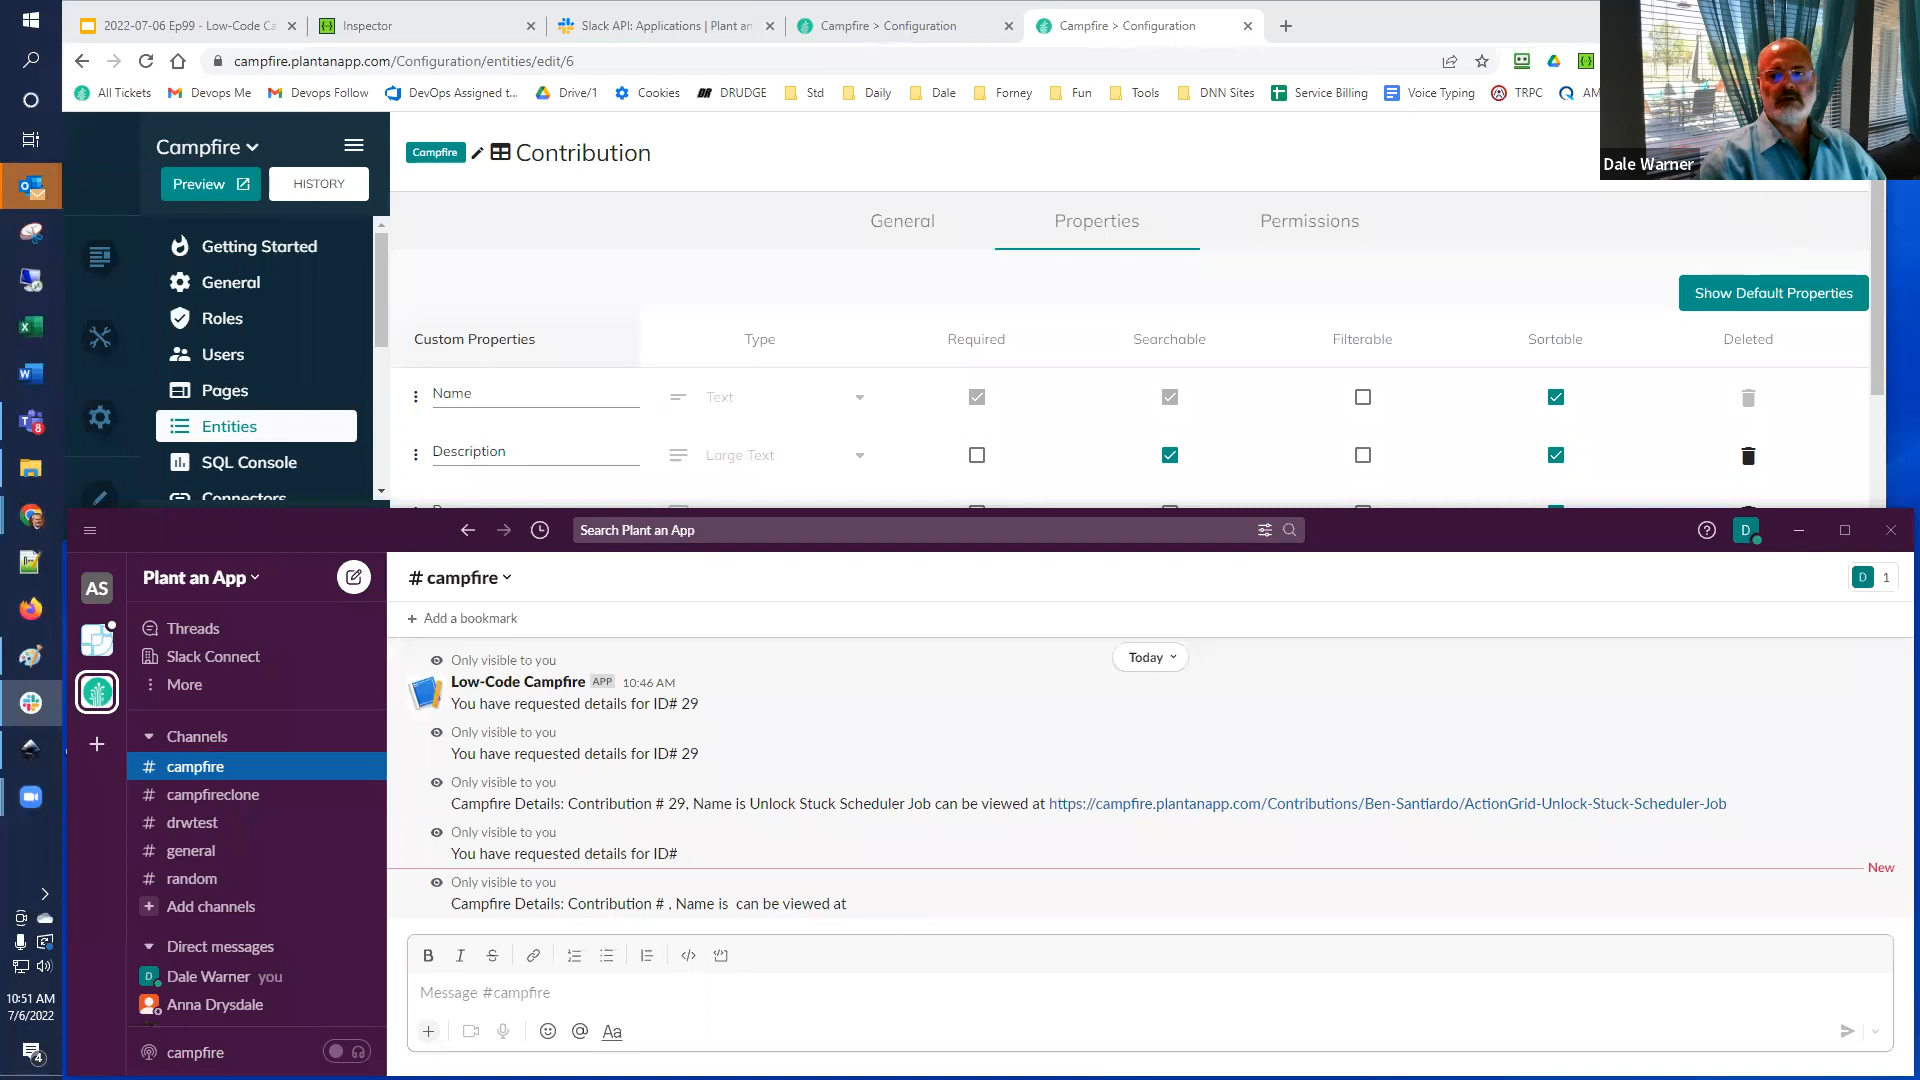 2022-07-06 Ep99 - Low-Code Ca
Inspector
Slack API: Applications | Plant an
Campfire > Configuration
Campfire > Configuration
campfire.plantanapp.com/Configuration/entities/edit/6
All Tickets
Devops Me
Devops Follow
DevOps Assigned t...
Drive/1
Cookies
DR DRUDGE
Std
Daily
Dale
Forney
Fun
Tools
DNN Sites
Service Billing
Voice Typing
TRPC
AM
Dale Warner
Campfire
Preview
HISTORY
Getting Started
General
Roles
Users
Pages
Entities
SQL Console
Connectors
Campfire
Contribution
General
Properties
Permissions
Show Default Properties
Custom Properties
Type
Required
Searchable
Filterable
Sortable
Deleted
Name
Text
Description
Large Text
Search Plant an App
D
AS
Plant an App
Threads
Slack Connect
More
Channels
# campfire
# campfireclone
# drwtest
# general
# random
+ Add channels
Direct messages
D Dale Warner you
Anna Drysdale
campfire
# campfire
D 1
+ Add a bookmark
Today
Only visible to you
Low-Code Campfire APP 10:46 AM
You have requested details for ID# 29
Only visible to you
You have requested details for ID# 29
Only visible to you
Campfire Details: Contribution # 29, Name is Unlock Stuck Scheduler Job can be viewed at https://campfire.plantanapp.com/Contributions/Ben-Santiardo/ActionGrid-Unlock-Stuck-Scheduler-Job
Only visible to you
You have requested details for ID#
New
Only visible to you
Campfire Details: Contribution # , Name is  can be viewed at
B
I
S
Message #campfire
Aa
8
10:51 AM
7/6/2022
4